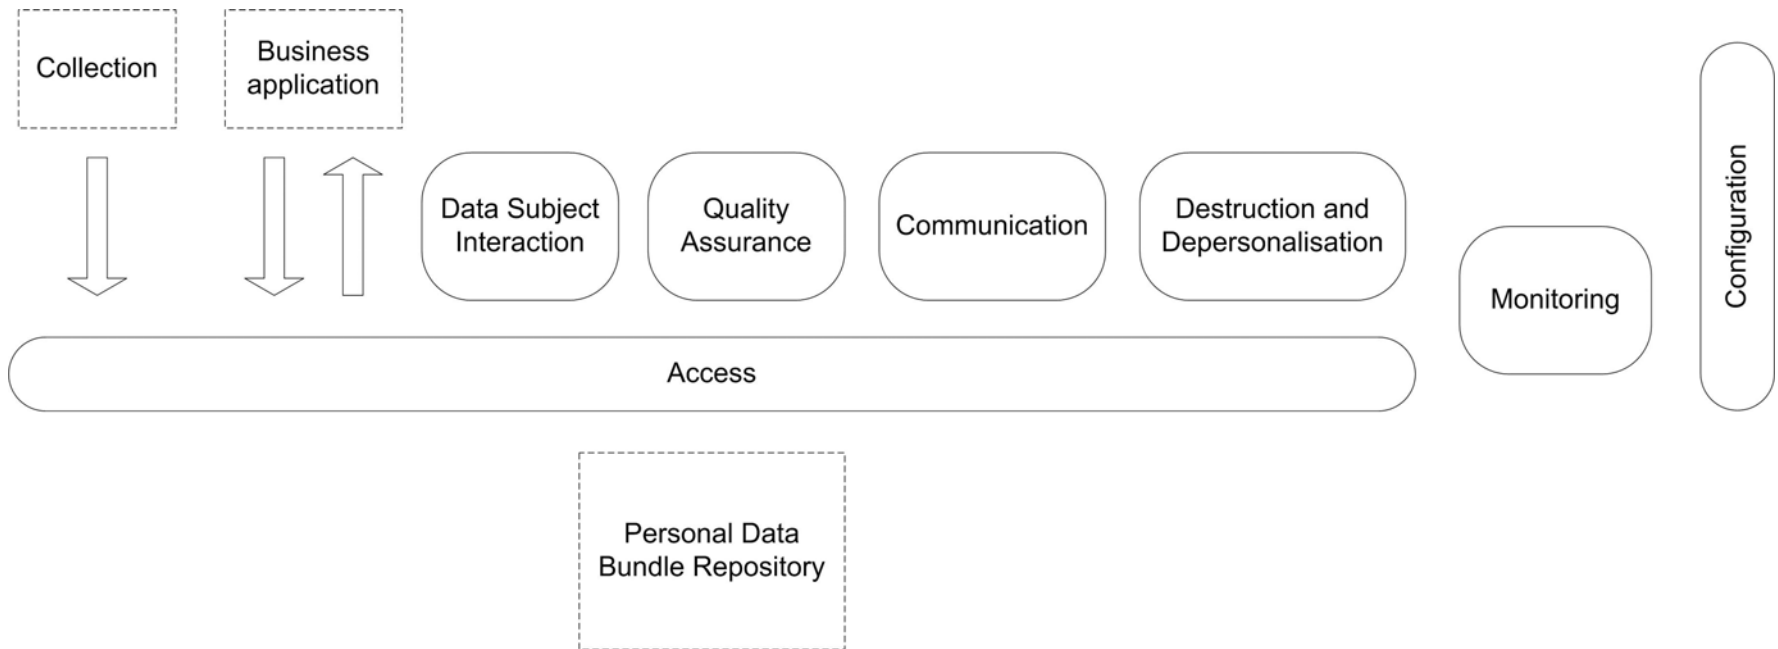 Collection
Business
application
Data Subject
Interaction
Quality
Assurance
Communication
Destruction and
Depersonalisation
Monitoring
Configuration
Access
Personal Data
Bundle Repository